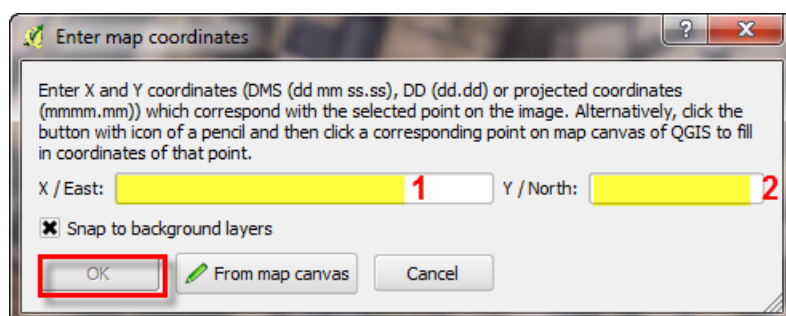 Enter map coordinates
Enter X and Y coordinates (DMS (dd mm ss.ss), DD (dd.dd) or projected coordinates
(mmmm.mm)) which correspond with the selected point on the image. Alternatively, click the
button with icon of a pencil and then click a corresponding point on map canvas of QGIS to fill
in coordinates of that point.
X / East: 1 Y / North: 2
Snap to background layers
OK From map canvas Cancel